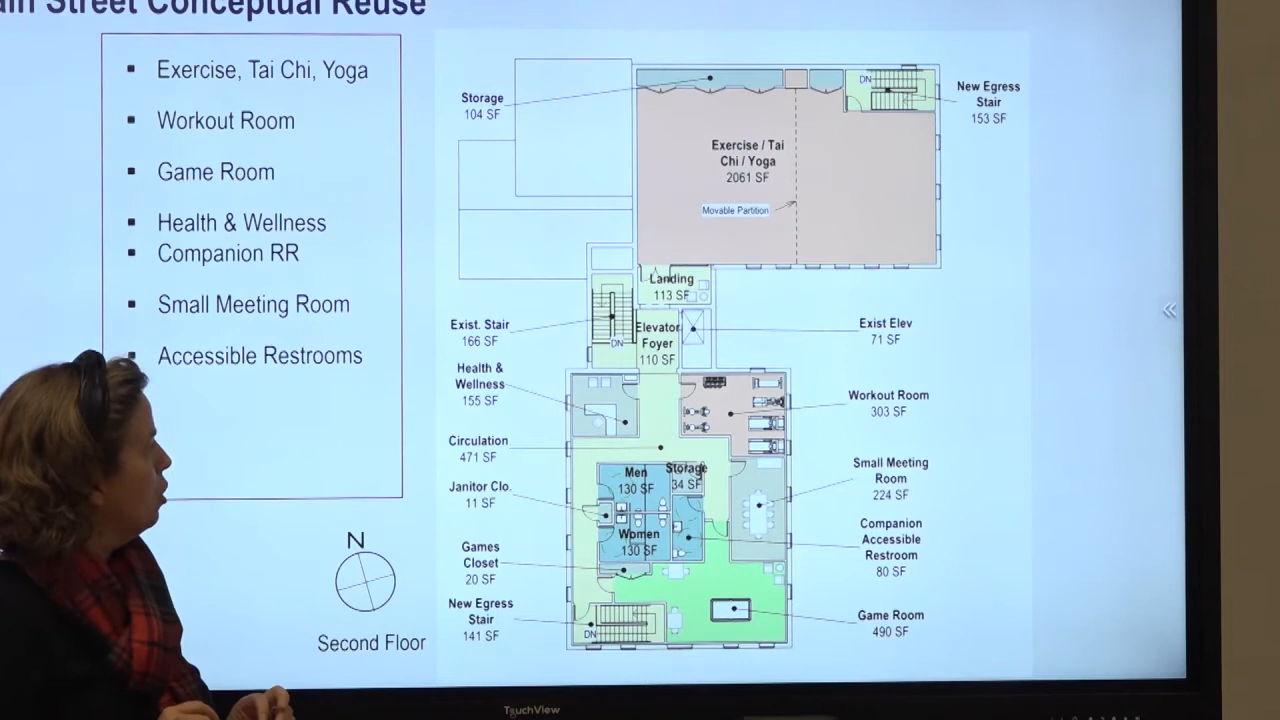 Street Conceptual Reuse
▪ Exercise, Tai Chi, Yoga
▪ Workout Room
▪ Game Room
▪ Health & Wellness
▪ Companion RR
▪ Small Meeting Room
▪ Accessible Restrooms
N
Second Floor
Storage
104 SF
DN
New Egress
Stair
153 SF
Exercise / Tai
Chi / Yoga
2061 SF
Movable Partition
Landing
113 SF
Exist. Stair
166 SF
DN
Elevator
Foyer
110 SF
Exist Elev
71 SF
Health &
Wellness
155 SF
Workout Room
303 SF
Circulation
471 SF
Men
130 SF
Storage
34 SF
Small Meeting
Room
224 SF
Janitor Clo.
11 SF
Women
130 SF
Companion
Accessible
Restroom
80 SF
Games
Closet
20 SF
New Egress
Stair
141 SF
DN
Game Room
490 SF
TouchView